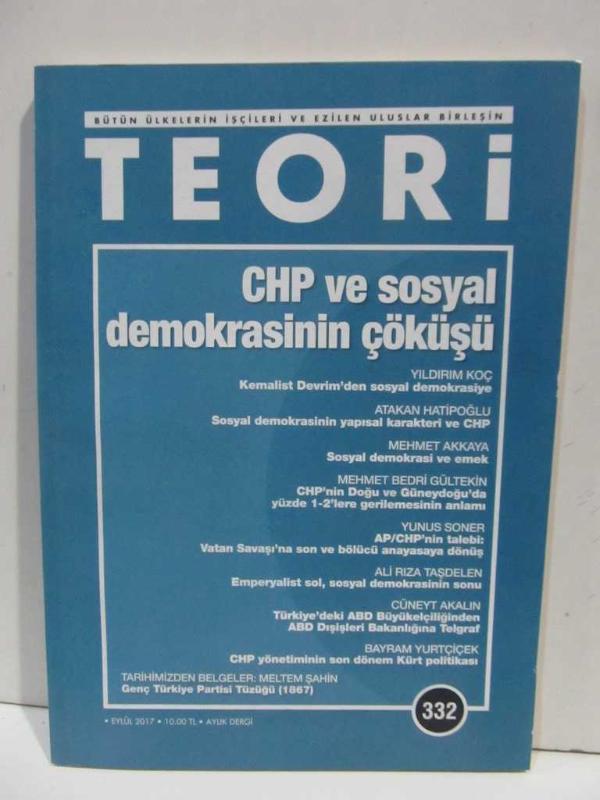 BÜTÜN ÜLKELERİN İŞÇİLERİ VE EZİLEN ULUSLAR BİRLEŞİN
TEORi
CHP ve sosyal
demokrasinin çöküşü
YILDIRIM KOÇ
Kemalist Devrim'den sosyal demokrasiye
ATAKAN HATİPOĞLU
Sosyal demokrasinin yapısal karakteri ve CHP
MEHMET AKKAYA
Sosyal demokrasi ve emek
MEHMET BEDRİ GÜLTEKİN
CHP'nin Doğu ve Güneydoğu'da
yüzde 1-2'lere gerilemesinin anlamı
YUNUS SONER
AP/CHP'nin talebi:
Vatan Savaşı'na son ve bölücü anayasaya dönüş
ALİ RIZA TAŞDELEN
Emperyalist sol, sosyal demokrasinin sonu
CÜNEYT AKALIN
Türkiye'deki ABD Büyükelçiliğinden
ABD Dışişleri Bakanlığına Telgraf
BAYRAM YURTÇİÇEK
CHP yönetiminin son dönem Kürt politikası
TARİHİMİZDEN BELGELER: MELTEM ŞAHİN
Genç Türkiye Partisi Tüzüğü (1867)
332
• EYLÜL 2017 • 10.00 TL • AYLIK DERGİ